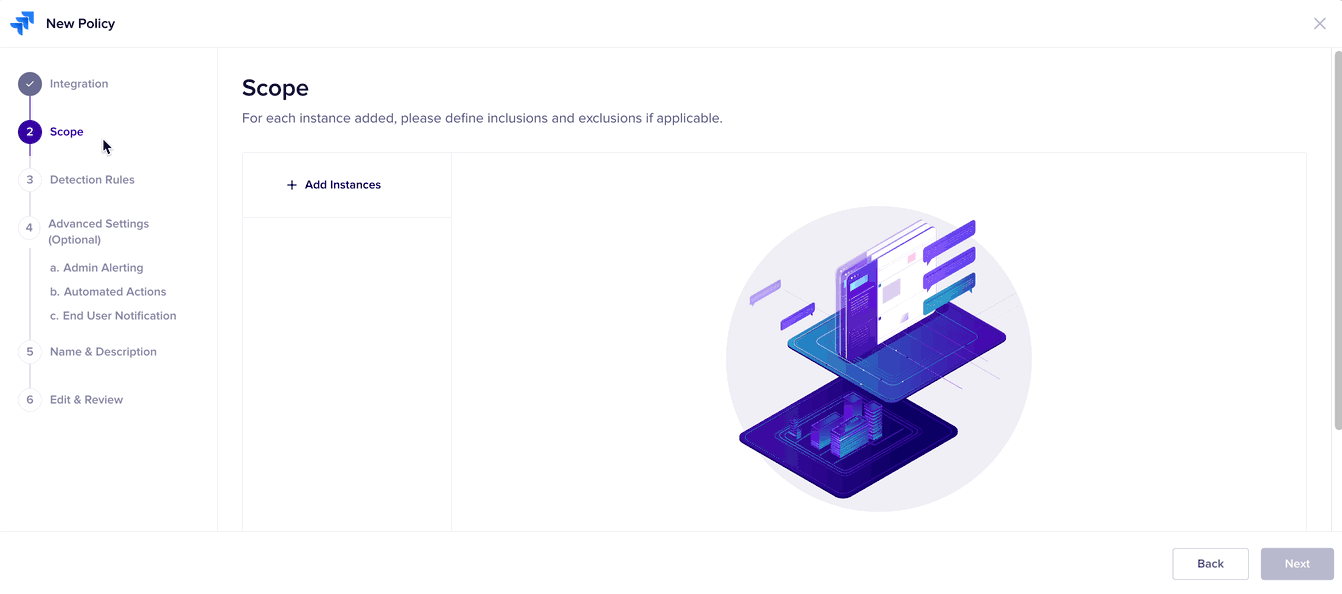 New Policy
Integration
2 Scope
3 Detection Rules
4 Advanced Settings
(Optional)
a. Admin Alerting
b. Automated Actions
c. End User Notification
5 Name & Description
6 Edit & Review
Scope
For each instance added, please define inclusions and exclusions if applicable.
+ Add Instances
Back
Next